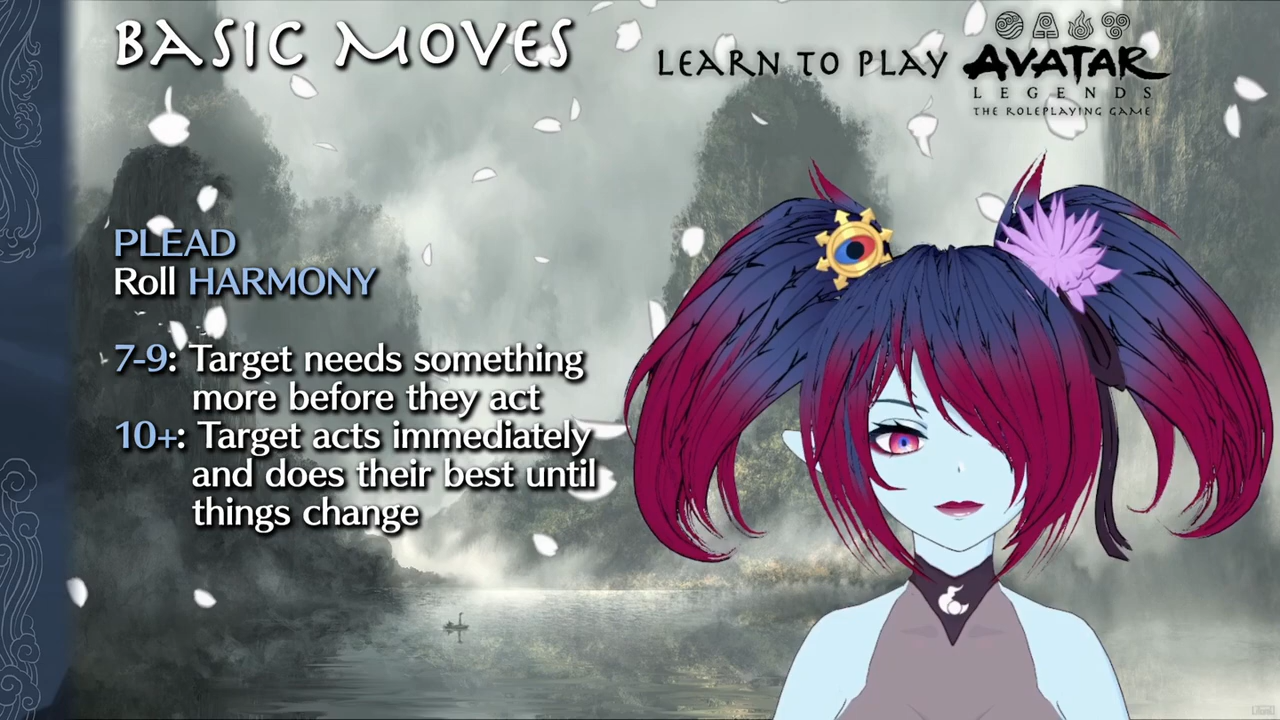 BASIC MOVES
LEARN TO PLAY
AVATAR
LEGENDS
THE ROLEPLAYING GAME
PLEAD
Roll HARMONY
7-9: Target needs something
more before they act
10+: Target acts immediately
and does their best until
things change